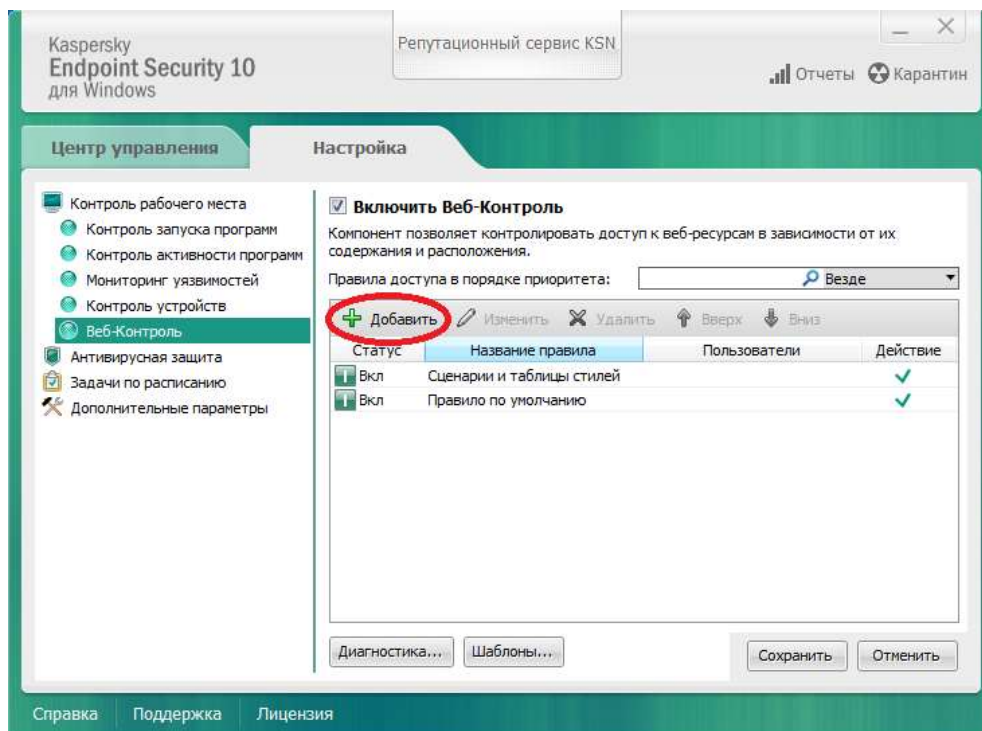 Kaspersky
Endpoint Security 10
для Windows
Репутационный сервис KSN
Отчеты Карантин
Центр управления Настройка
Контроль рабочего места
Контроль запуска программ
Контроль активности программ
Мониторинг уязвимостей
Контроль устройств
Веб-Контроль
Антивирусная защита
Задачи по расписанию
Дополнительные параметры
Включить Веб-Контроль
Компонент позволяет контролировать доступ к веб-ресурсам в зависимости от их
содержания и расположения.
Правила доступа в порядке приоритета: Везде
Добавить Изменить Удалить Вверх Вниз
Статус Название правила Пользователи Действие
Вкл Сценарии и таблицы стилей
Вкл Правило по умолчанию
Диагностика... Шаблоны...
Сохранить Отменить
Справка Поддержка Лицензия